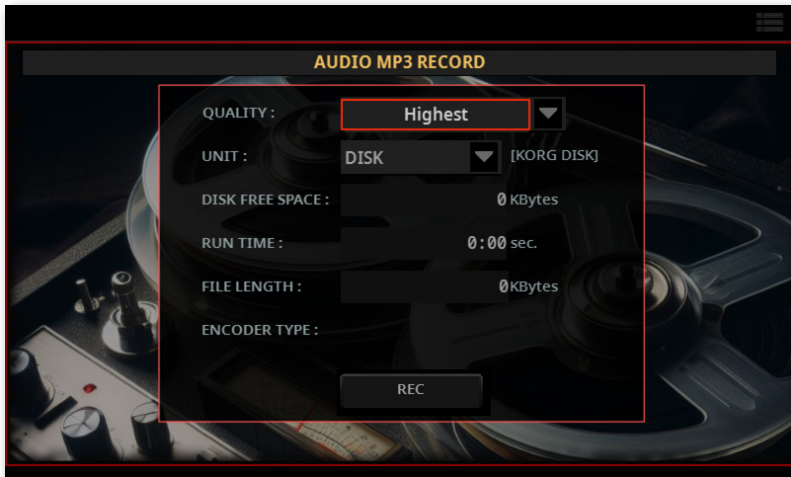 AUDIO MP3 RECORD
QUALITY : Highest
UNIT : DISK [KORG DISK]
DISK FREE SPACE : 0 KBytes
RUN TIME : 0:00 sec.
FILE LENGTH : 0KBytes
ENCODER TYPE :
REC